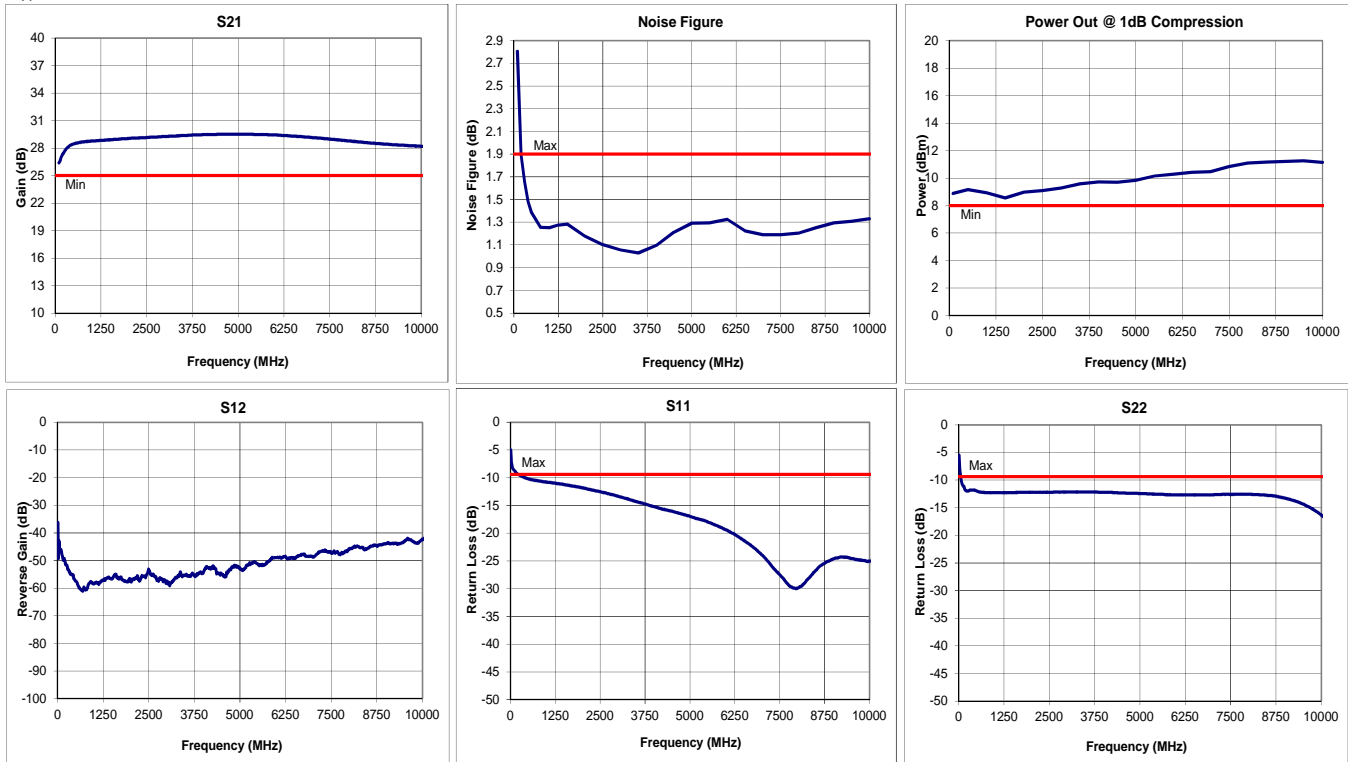 S21
Gain (dB)
40
37
34
31
28
25
22
19
16
13
10
Min
0 1250 2500 3750 5000 6250 7500 8750 10000
Frequency (MHz)
Noise Figure
Noise Figure (dB)
2.9
2.7
2.5
2.3
2.1
1.9
1.7
1.5
1.3
1.1
0.9
0.7
0.5
Max
0 1250 2500 3750 5000 6250 7500 8750 10000
Frequency (MHz)
Power Out @ 1dB Compression
Power (dBm)
20
18
16
14
12
10
8
6
4
2
0
Min
0 1250 2500 3750 5000 6250 7500 8750 10000
Frequency (MHz)
S12
Reverse Gain (dB)
0
-10
-20
-30
-40
-50
-60
-70
-80
-90
-100
0 1250 2500 3750 5000 6250 7500 8750 10000
Frequency (MHz)
S11
Return Loss (dB)
0
-5
-10
-15
-20
-25
-30
-35
-40
-45
-50
Max
0 1250 2500 3750 5000 6250 7500 8750 10000
Frequency (MHz)
S22
Return Loss (dB)
0
-5
-10
-15
-20
-25
-30
-35
-40
-45
-50
Max
0 1250 2500 3750 5000 6250 7500 8750 10000
Frequency (MHz)